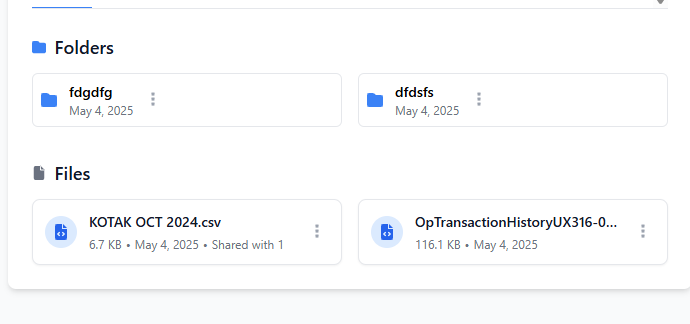 Folders
fdgdfg
May 4, 2025
dfdsfs
May 4, 2025
Files
KOTAK OCT 2024.csv
6.7 KB • May 4, 2025 • Shared with 1
OpTransactionHistoryUX316-0...
116.1 KB • May 4, 2025